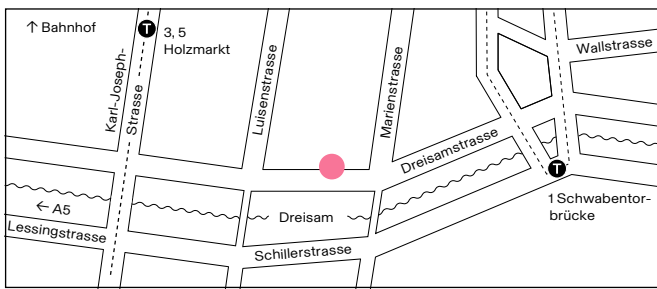 ↑ Bahnhof
T
3, 5
Holzmarkt
Karl-Joseph-
Strasse
Luisenstrasse
Marienstrasse
Wallstrasse
Dreisamstrasse
T
1 Schwabentor-
brücke
← A5
Dreisam
Lessingstrasse
Schillerstrasse